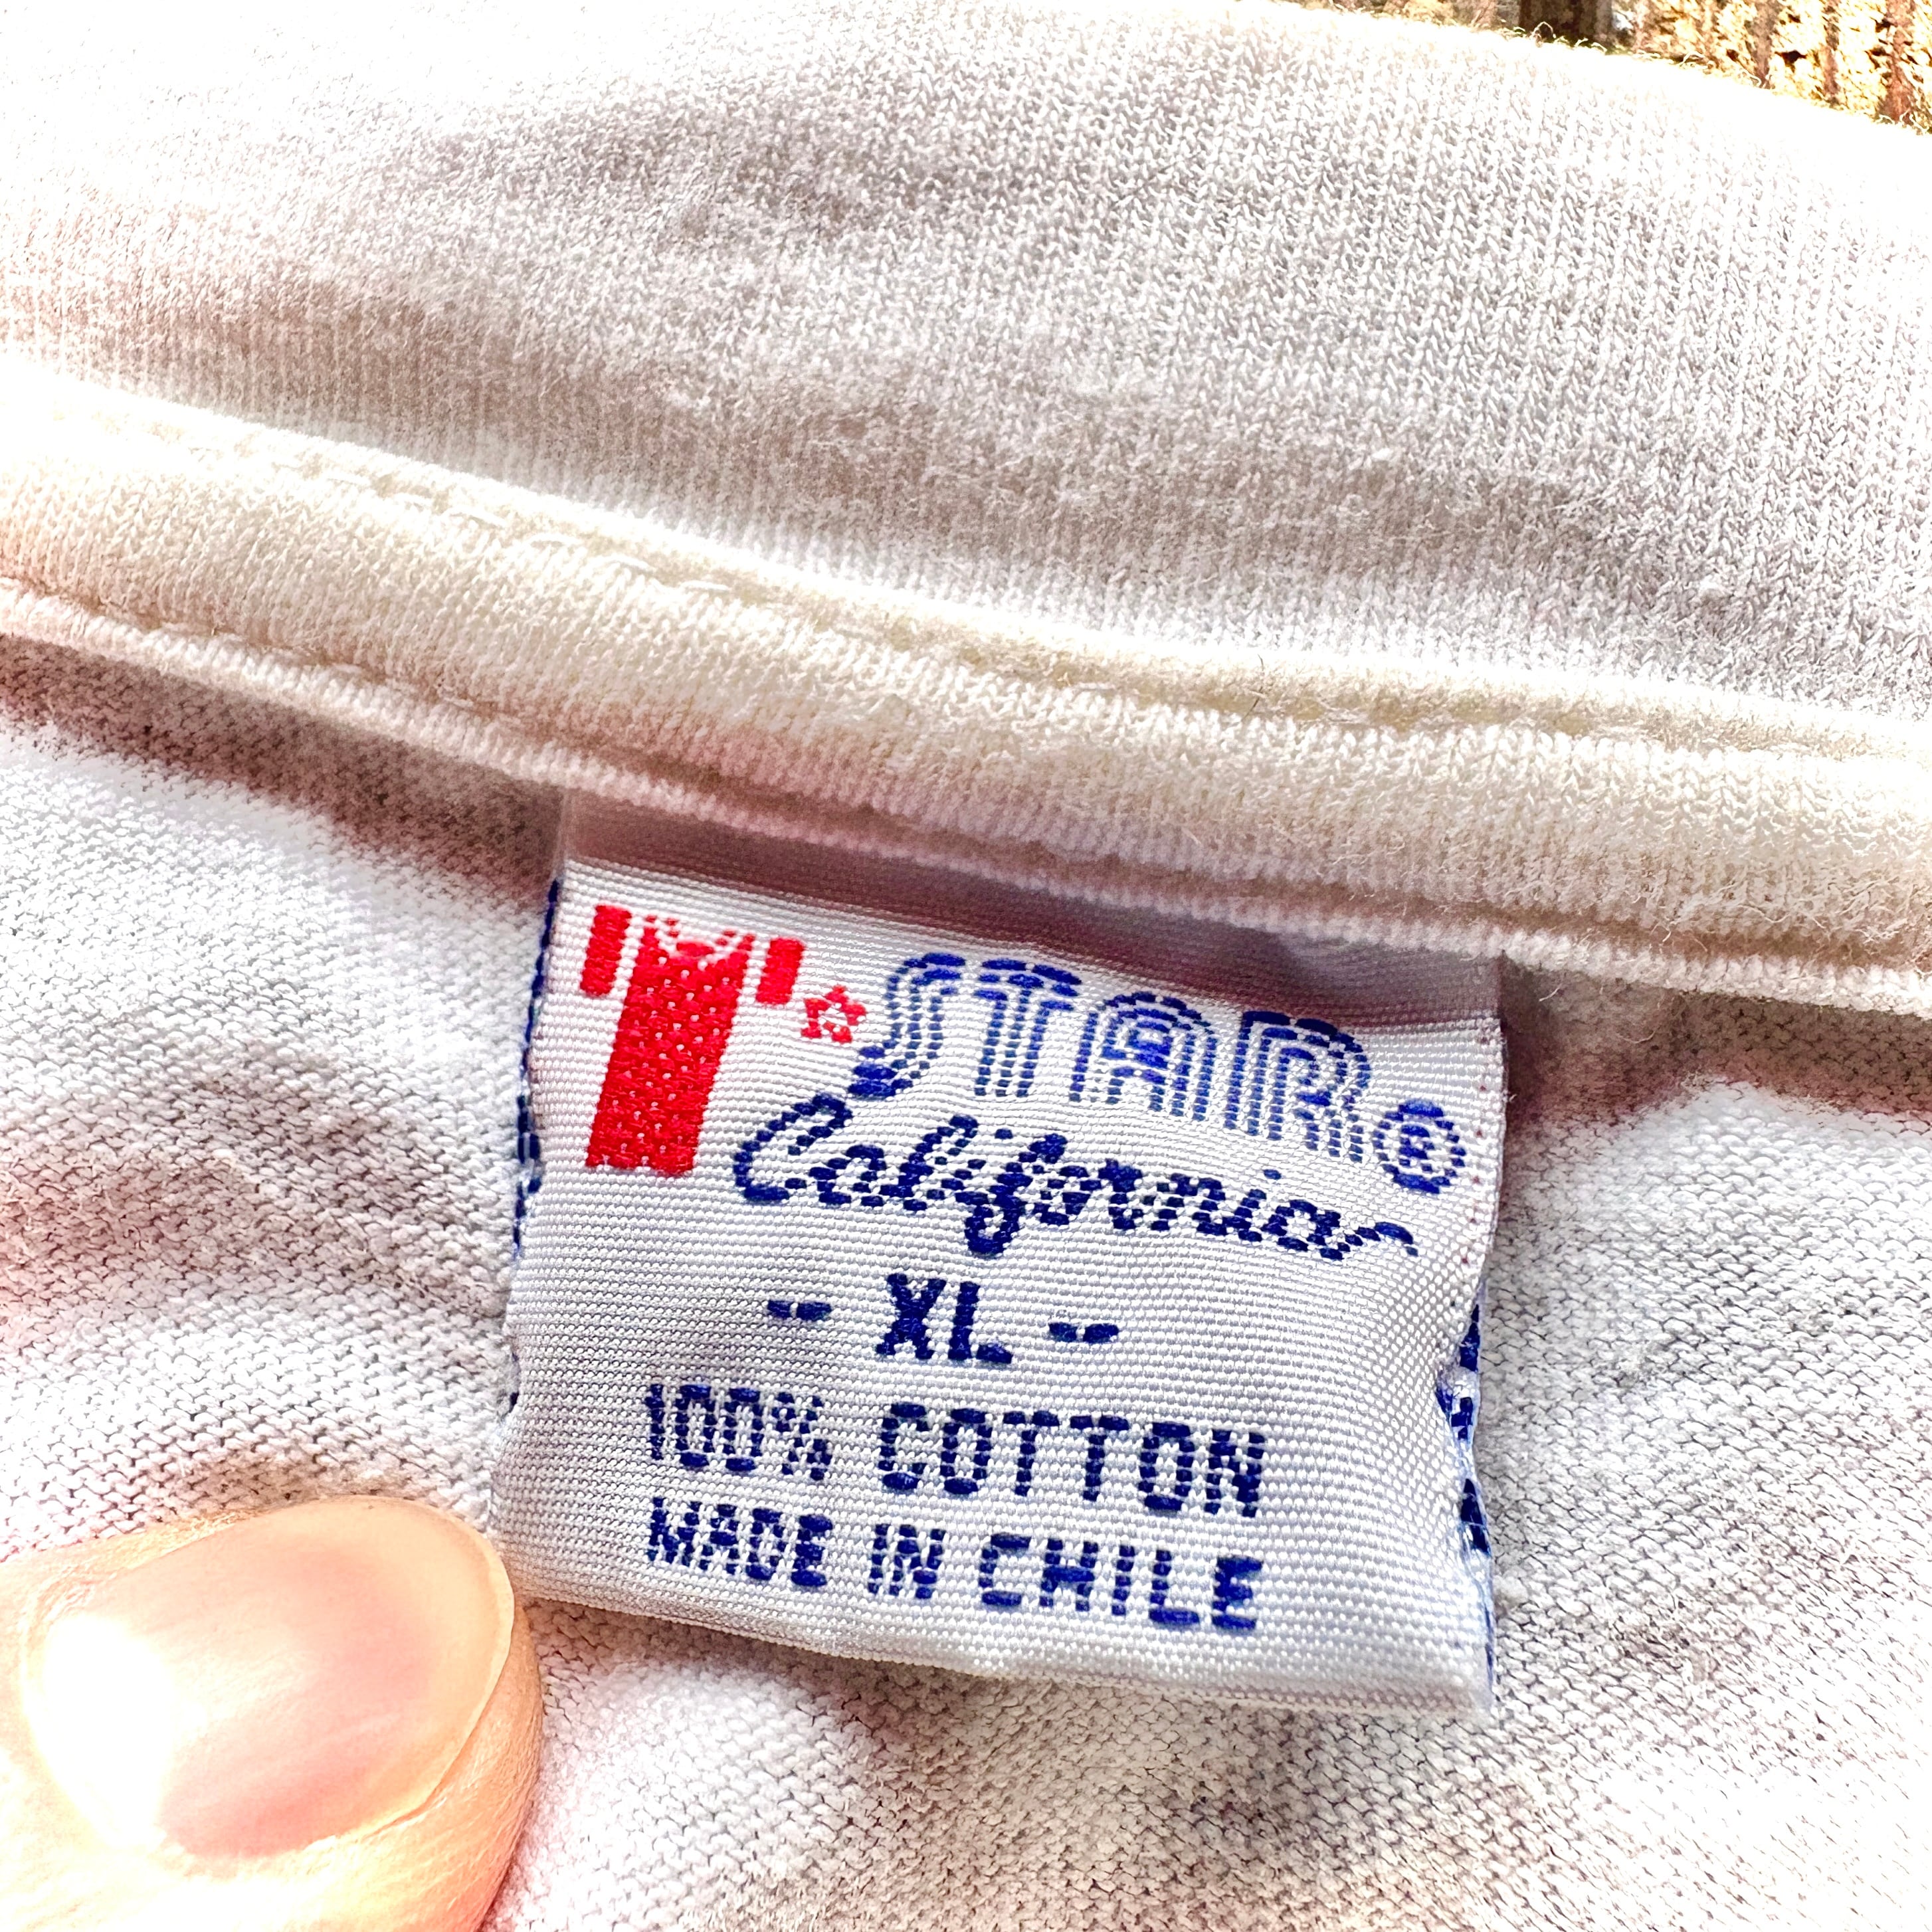 STAR®
California
- XL -
100% COTTON
MADE IN CHILE